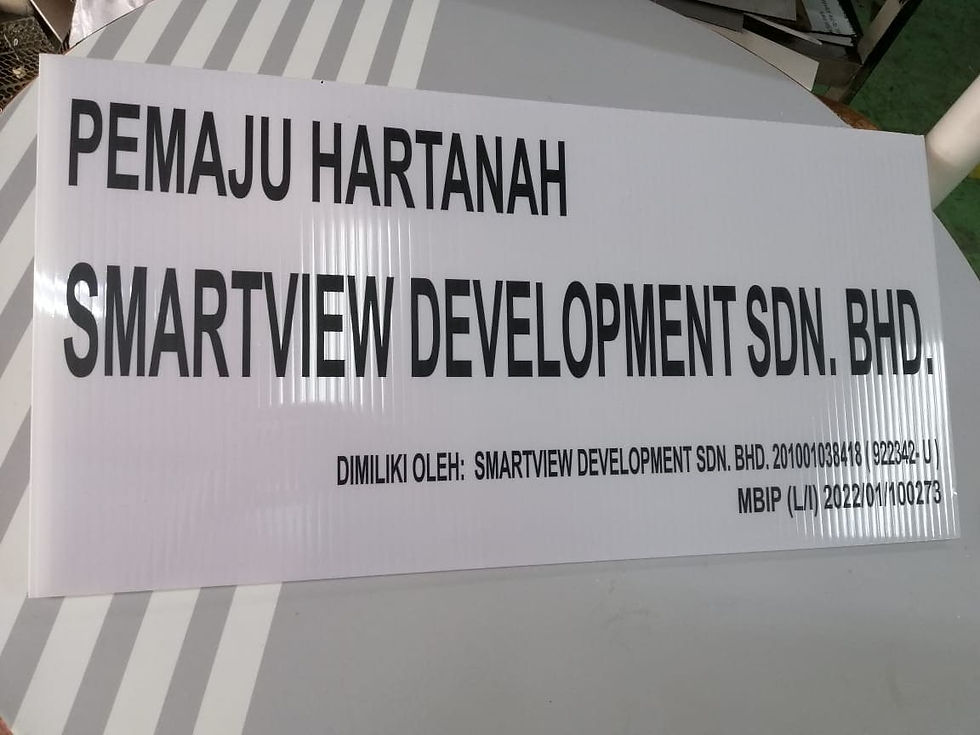 PEMAJU HARTANAH
SMARTVIEW DEVELOPMENT SDN. BHD.
DIMILIKI OLEH: SMARTVIEW DEVELOPMENT SDN. BHD. 201001038418 ( 922342- U )
MBIP (L/I) 2022/01/100273